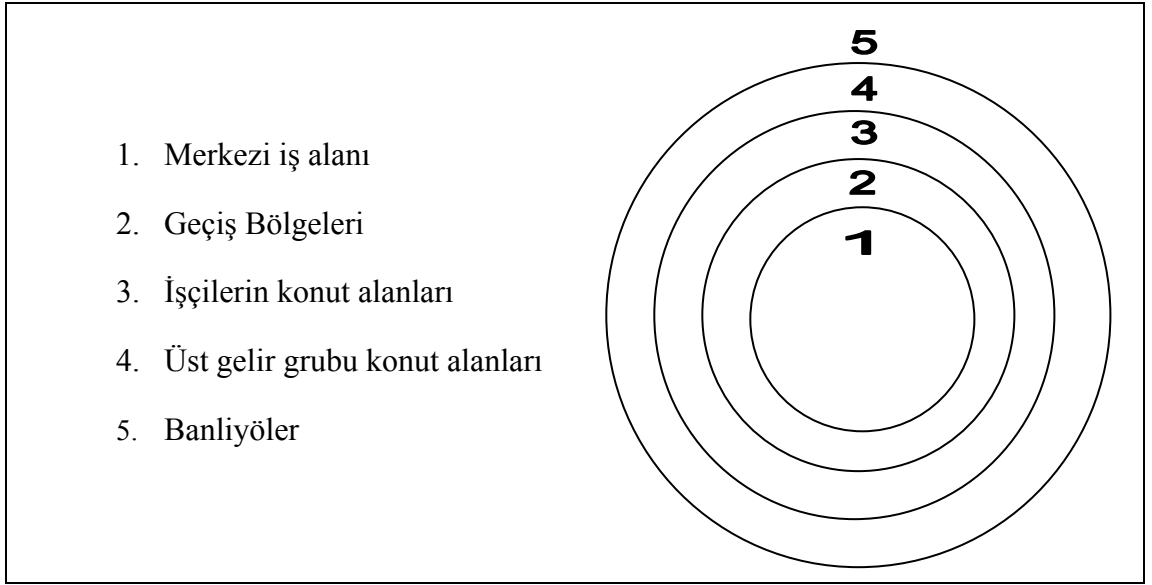 1. Merkezi iş alanı
2. Geçiş Bölgeleri
3. İşçilerin konut alanları
4. Üst gelir grubu konut alanları
5. Banliyöler
5
4
3
2
1